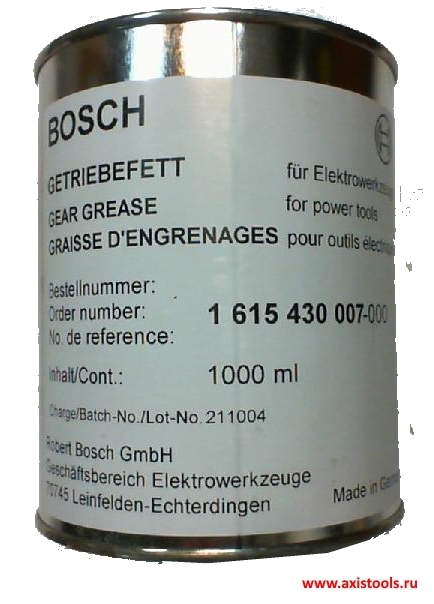 BOSCH
GETRIEBEFETT für
GEAR GREASE for power tools
GRAISSE D'ENGRENAGES pour outils
Bestellnummer:
Order number: 1 615 430 007-000
No. de reference:
Inhalt/Cont.: 1000 ml
Charge/Batch-No./Lot-No. 211004
Robert Bosch GmbH
Geschäftsbereich Elektrowerkzeuge
70745 Leinfelden-Echterdingen Made in
www.axistools.ru